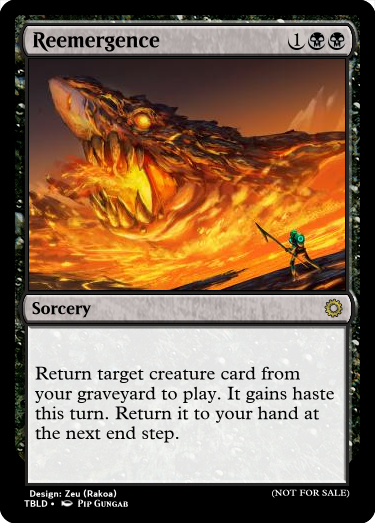 Reemergence 1
Sorcery
Return target creature card from
your graveyard to play. It gains haste
this turn. Return it to your hand at
the next end step.
Design: Zeu (Rakoa) (NOT FOR SALE)
TBLD • PIP GUNGAB